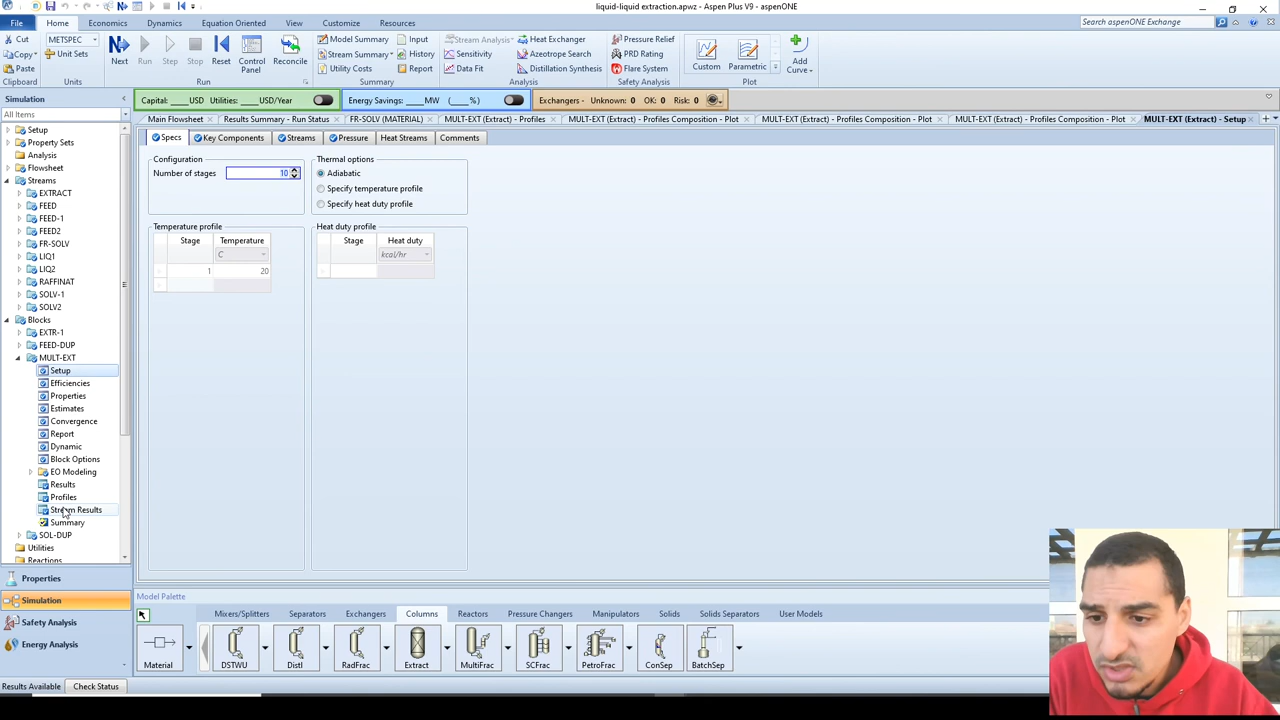 liquid-liquid extraction.apwz - Aspen Plus V9 - aspenONE
File Home Economics Dynamics Equation Oriented View Customize Resources Search aspenONE Exchange
Cut METSPEC Model Summary Input Stream Analysis Heat Exchanger Pressure Relief
Copy Unit Sets Next Run Step Stop Reset Control Panel Reconcile Stream Summary History Sensitivity Azeotrope Search PRD Rating Custom Parametric Add Curve
Paste Utility Costs Report Data Fit Distillation Synthesis Flare System
Clipboard Units Run Summary Analysis Safety Analysis Plot
Simulation Capital: ____ USD Utilities: ____ USD/Year Energy Savings: ____ MW (____ %) Exchangers - Unknown: 0 OK: 0 Risk: 0
All Items Main Flowsheet Results Summary - Run Status FR-SOLV (MATERIAL) MULT-EXT (Extract) - Profiles MULT-EXT (Extract) - Profiles Composition - Plot MULT-EXT (Extract) - Profiles Composition - Plot MULT-EXT (Extract) - Profiles Composition - Plot MULT-EXT (Extract) - Setup
Specs Key Components Streams Pressure Heat Streams Comments
Setup
Property Sets
Analysis
Flowsheet
Streams
EXTRACT
FEED
FEED-1
FEED2
FR-SOLV
LIQ1
LIQ2
RAFFINAT
SOLV-1
SOLV2
Blocks
EXTR-1
FEED-DUP
MULT-EXT
Setup
Efficiencies
Properties
Estimates
Convergence
Report
Dynamic
Block Options
EO Modeling
Results
Profiles
Stream Results
Summary
SOL-DUP
Utilities
Reactions
Configuration
Number of stages 10
Thermal options
Adiabatic
Specify temperature profile
Specify heat duty profile
Temperature profile
Stage Temperature
C
1 20
Heat duty profile
Stage Heat duty
kcal/hr
Properties
Simulation
Safety Analysis
Energy Analysis
Model Palette
Mixers/Splitters Separators Exchangers Columns Reactors Pressure Changers Manipulators Solids Solids Separators User Models
Material DSTWU Distl RadFrac Extract MultiFrac SCFrac PetroFrac ConSep BatchSep
Results Available Check Status